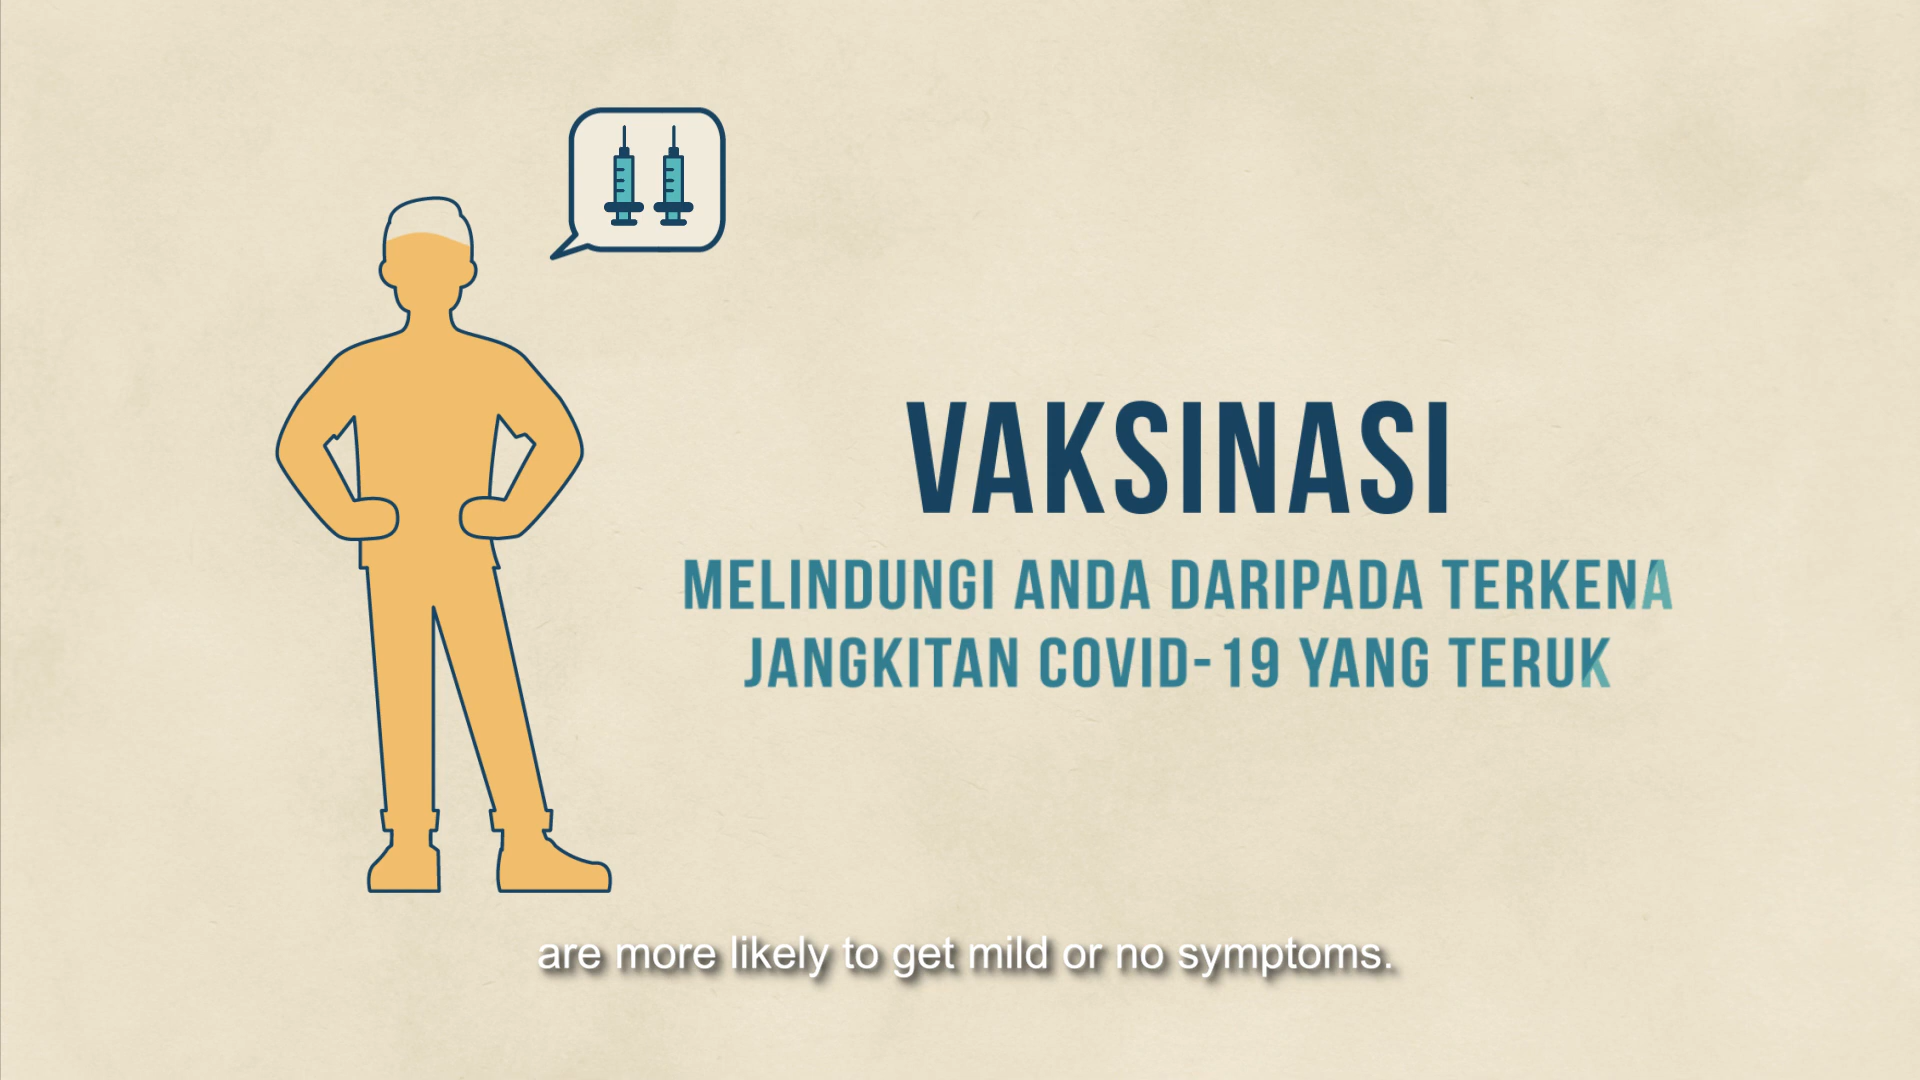 VAKSINASI
MELINDUNGI ANDA DARIPADA TERKENA
JANGKITAN COVID-19 YANG TERUK
are more likely to get mild or no symptoms.